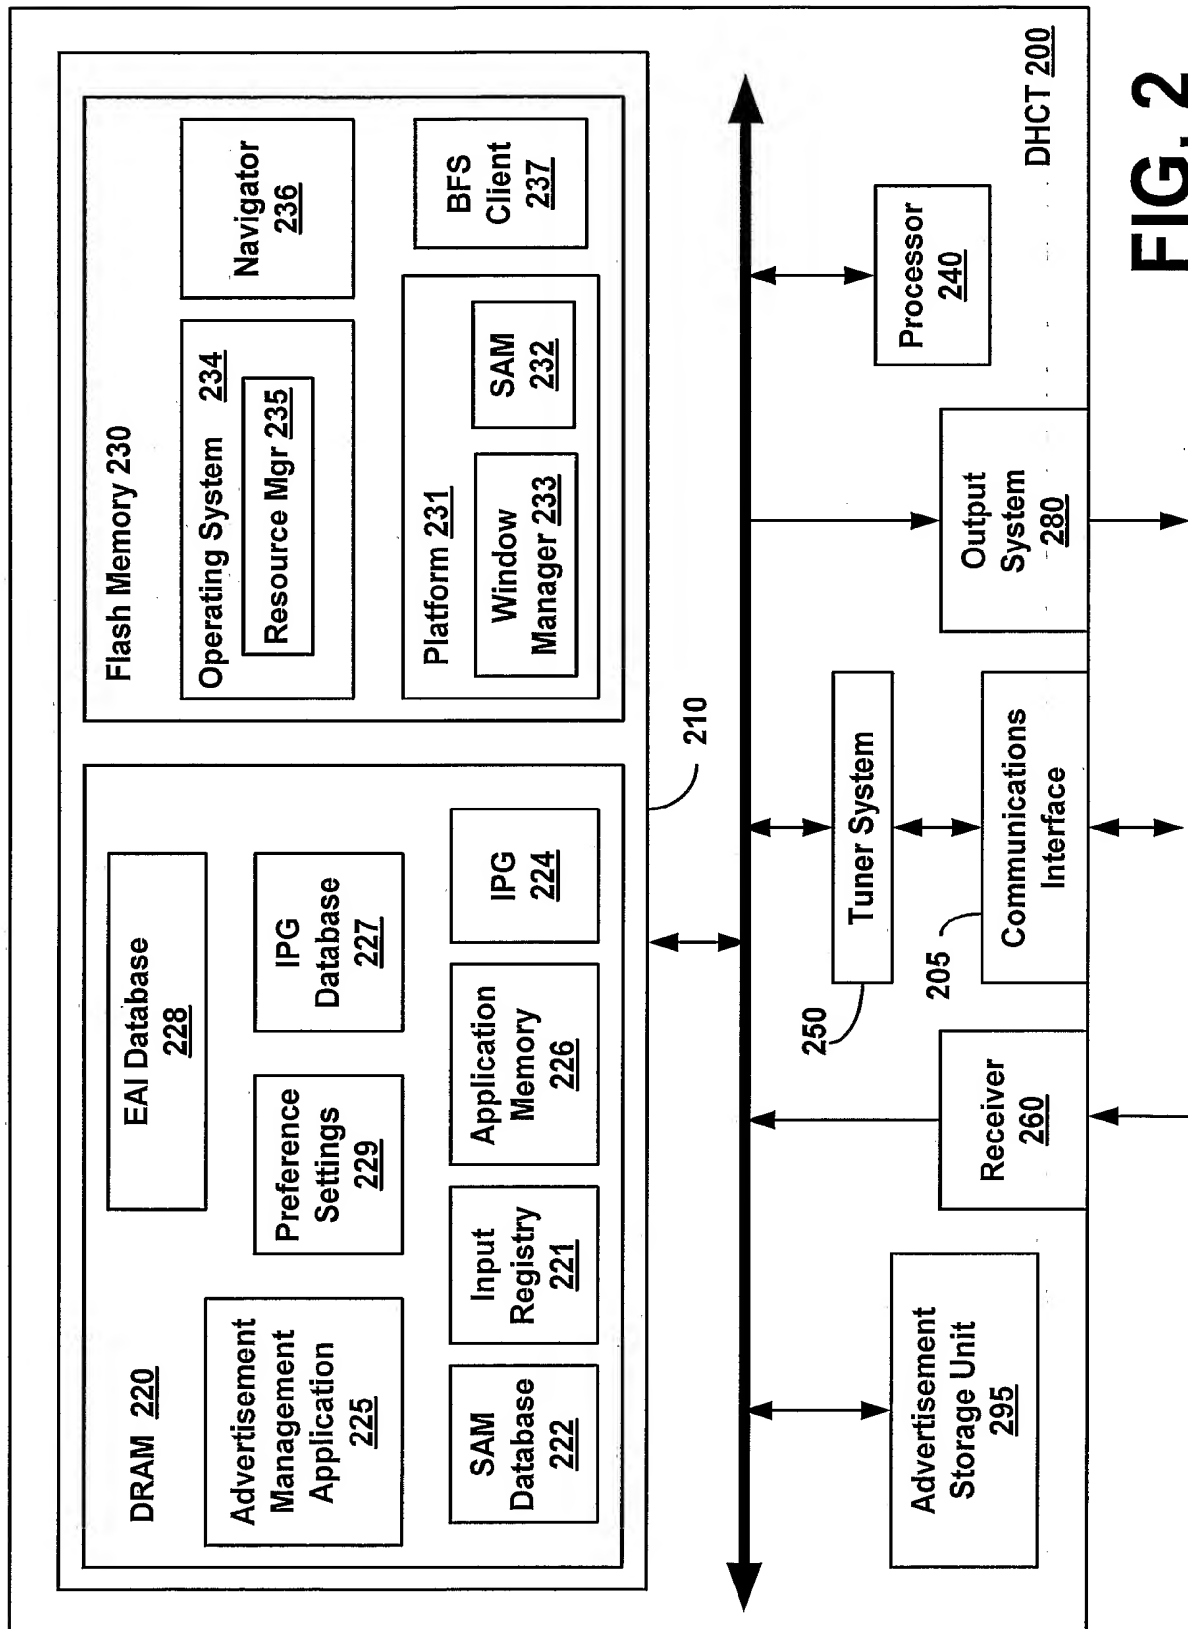 DRAM 220
EAI Database
228
Advertisement
Management
Application
225
Preference
Settings
229
IPG
Database
227
SAM
Database
222
Input
Registry
221
Application
Memory
226
IPG
224
Flash Memory 230
Operating System 234
Resource Mgr 235
Navigator
236
Platform 231
Window
Manager 233
SAM
232
BFS
Client
237
210
Advertisement
Storage Unit
295
Receiver
260
250
Tuner System
205
Communications
Interface
Output
System
280
Processor
240
DHCT 200
FIG. 2